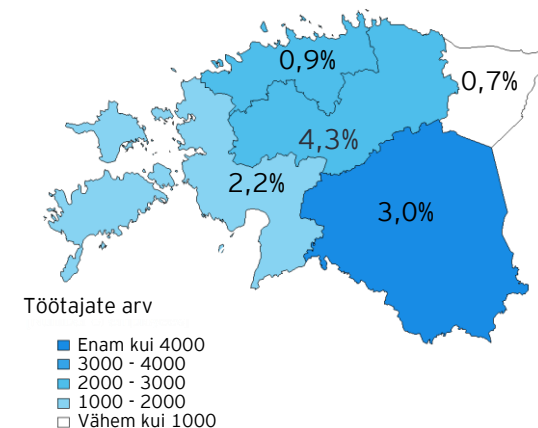 0,9%
0,7%
4,3%
2,2%
3,0%
Töötajate arv
Enam kui 4000
3000 - 4000
2000 - 3000
1000 - 2000
Vähem kui 1000